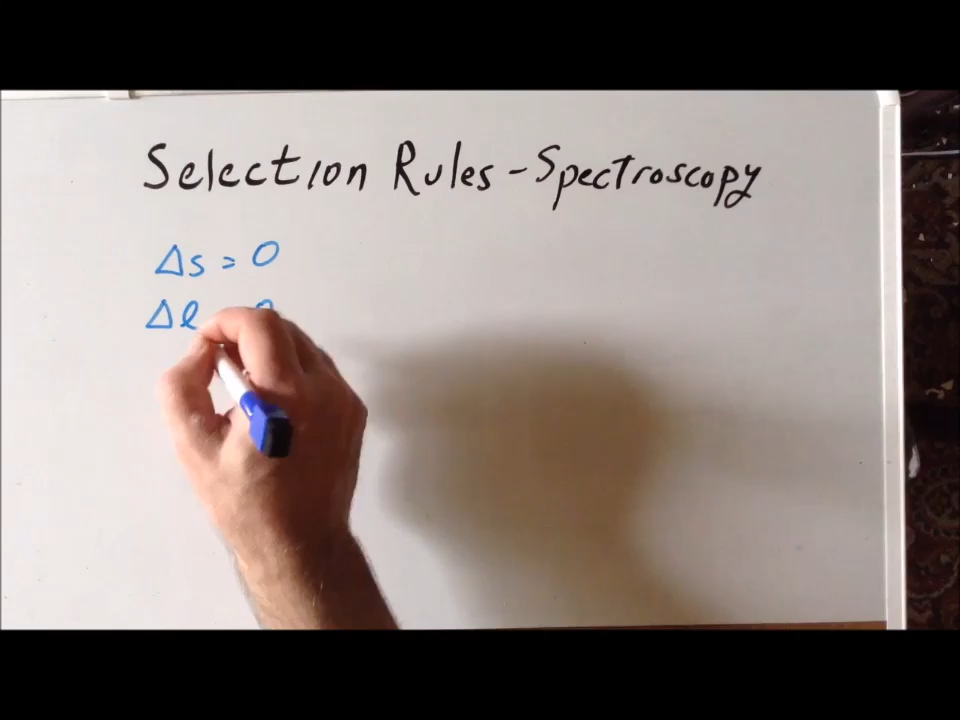 Selection Rules - Spectroscopy
Δs = 0
Δl